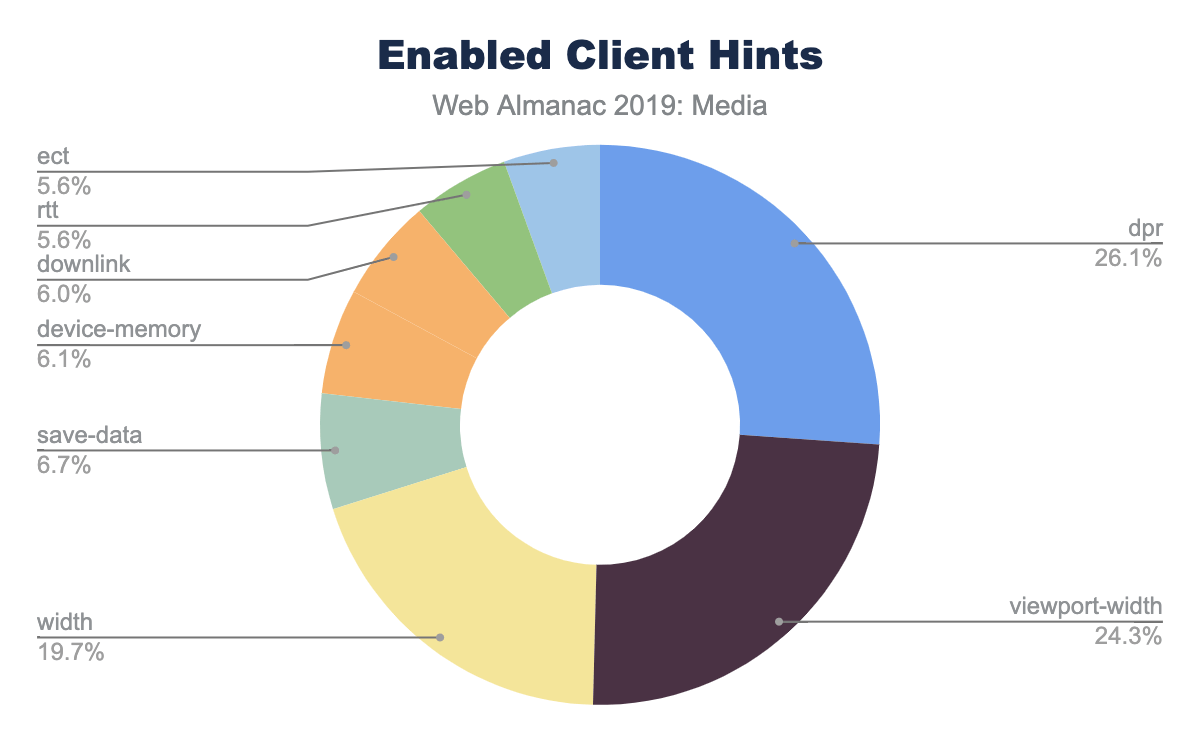 Enabled Client Hints
Web Almanac 2019: Media
ect
5.6%
rtt
5.6%
downlink
6.0%
device-memory
6.1%
save-data
6.7%
width
19.7%
dpr
26.1%
viewport-width
24.3%